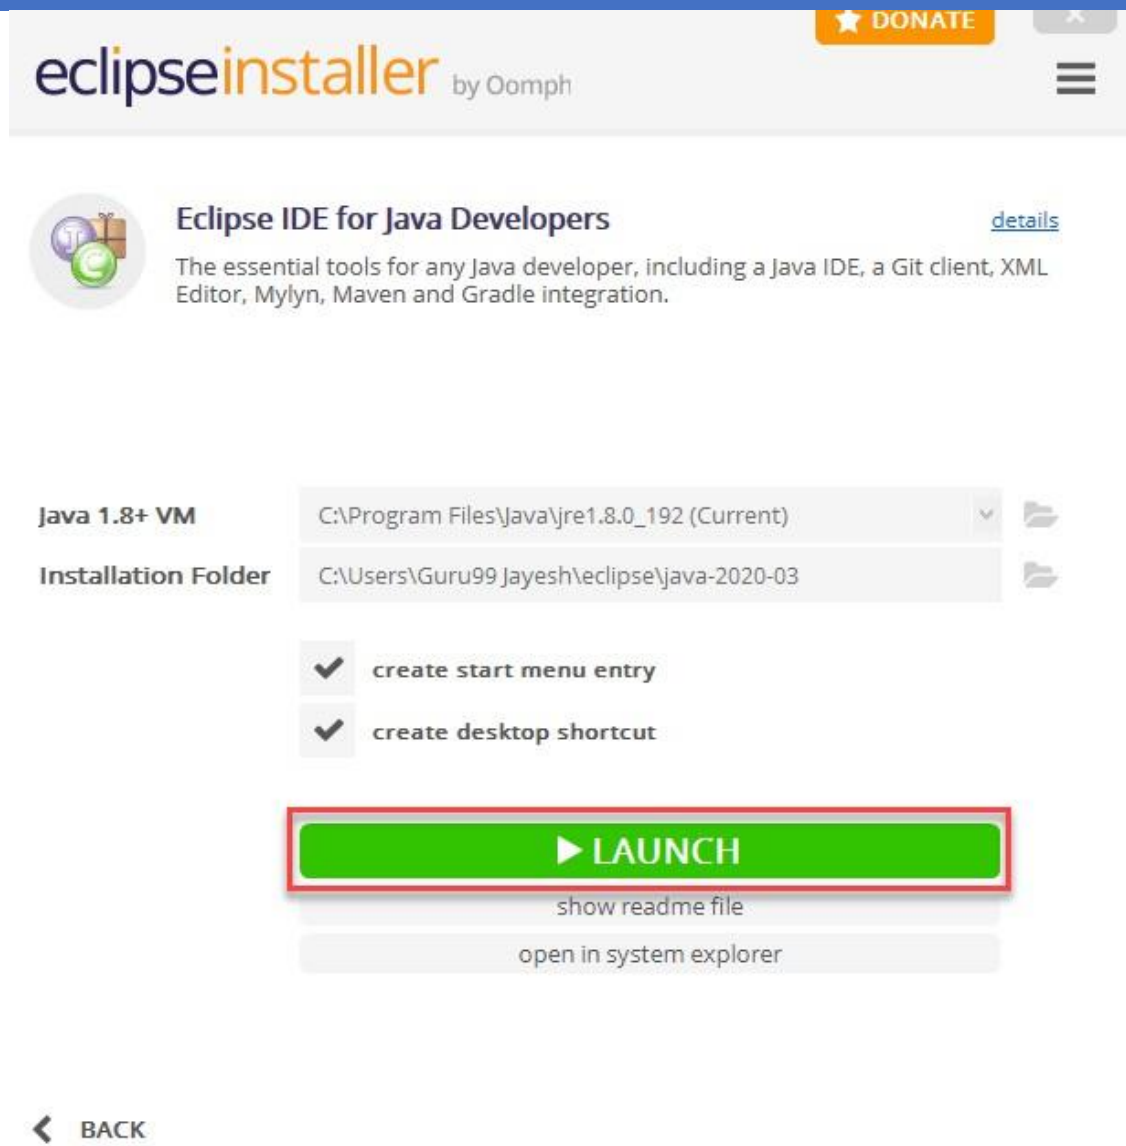 DONATE
eclipseinstaller by Oomph
Eclipse IDE for Java Developers
details
The essential tools for any Java developer, including a Java IDE, a Git client, XML
Editor, Mylyn, Maven and Gradle integration.
Java 1.8+ VM
C:\Program Files\Java\jre1.8.0_192 (Current)
Installation Folder
C:\Users\Guru99 Jayesh\eclipse\java-2020-03
create start menu entry
create desktop shortcut
LAUNCH
show readme file
open in system explorer
BACK